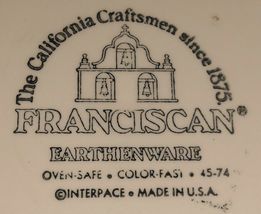 The California Craftsmen since 1875.
FRANCISCAN®
EARTHENWARE
OVEN-SAFE • COLOR-FAST • 45-74
©INTERPACE • MADE IN U.S.A.